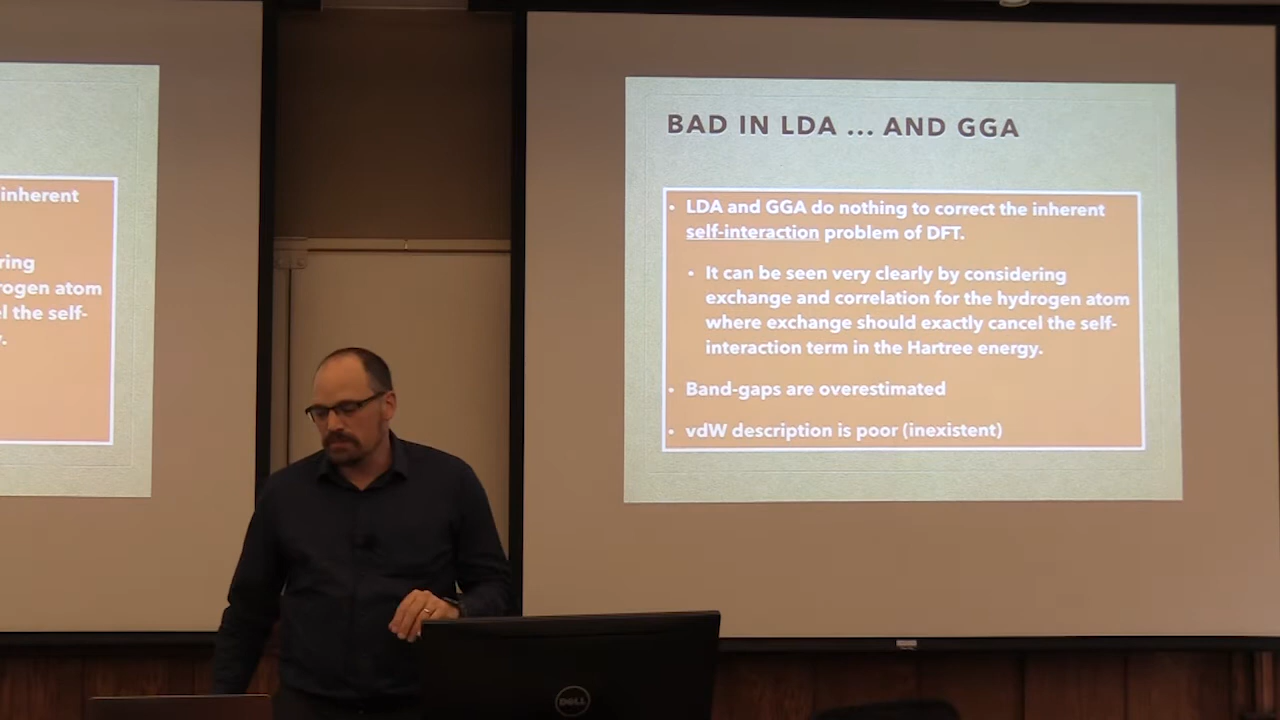 inherent
ring
rogen atom
l the self-
BAD IN LDA ... AND GGA
• LDA and GGA do nothing to correct the inherent
self-interaction problem of DFT.
• It can be seen very clearly by considering
exchange and correlation for the hydrogen atom
where exchange should exactly cancel the self-
interaction term in the Hartree energy.
• Band-gaps are overestimated
• vdW description is poor (inexistent)
DELL